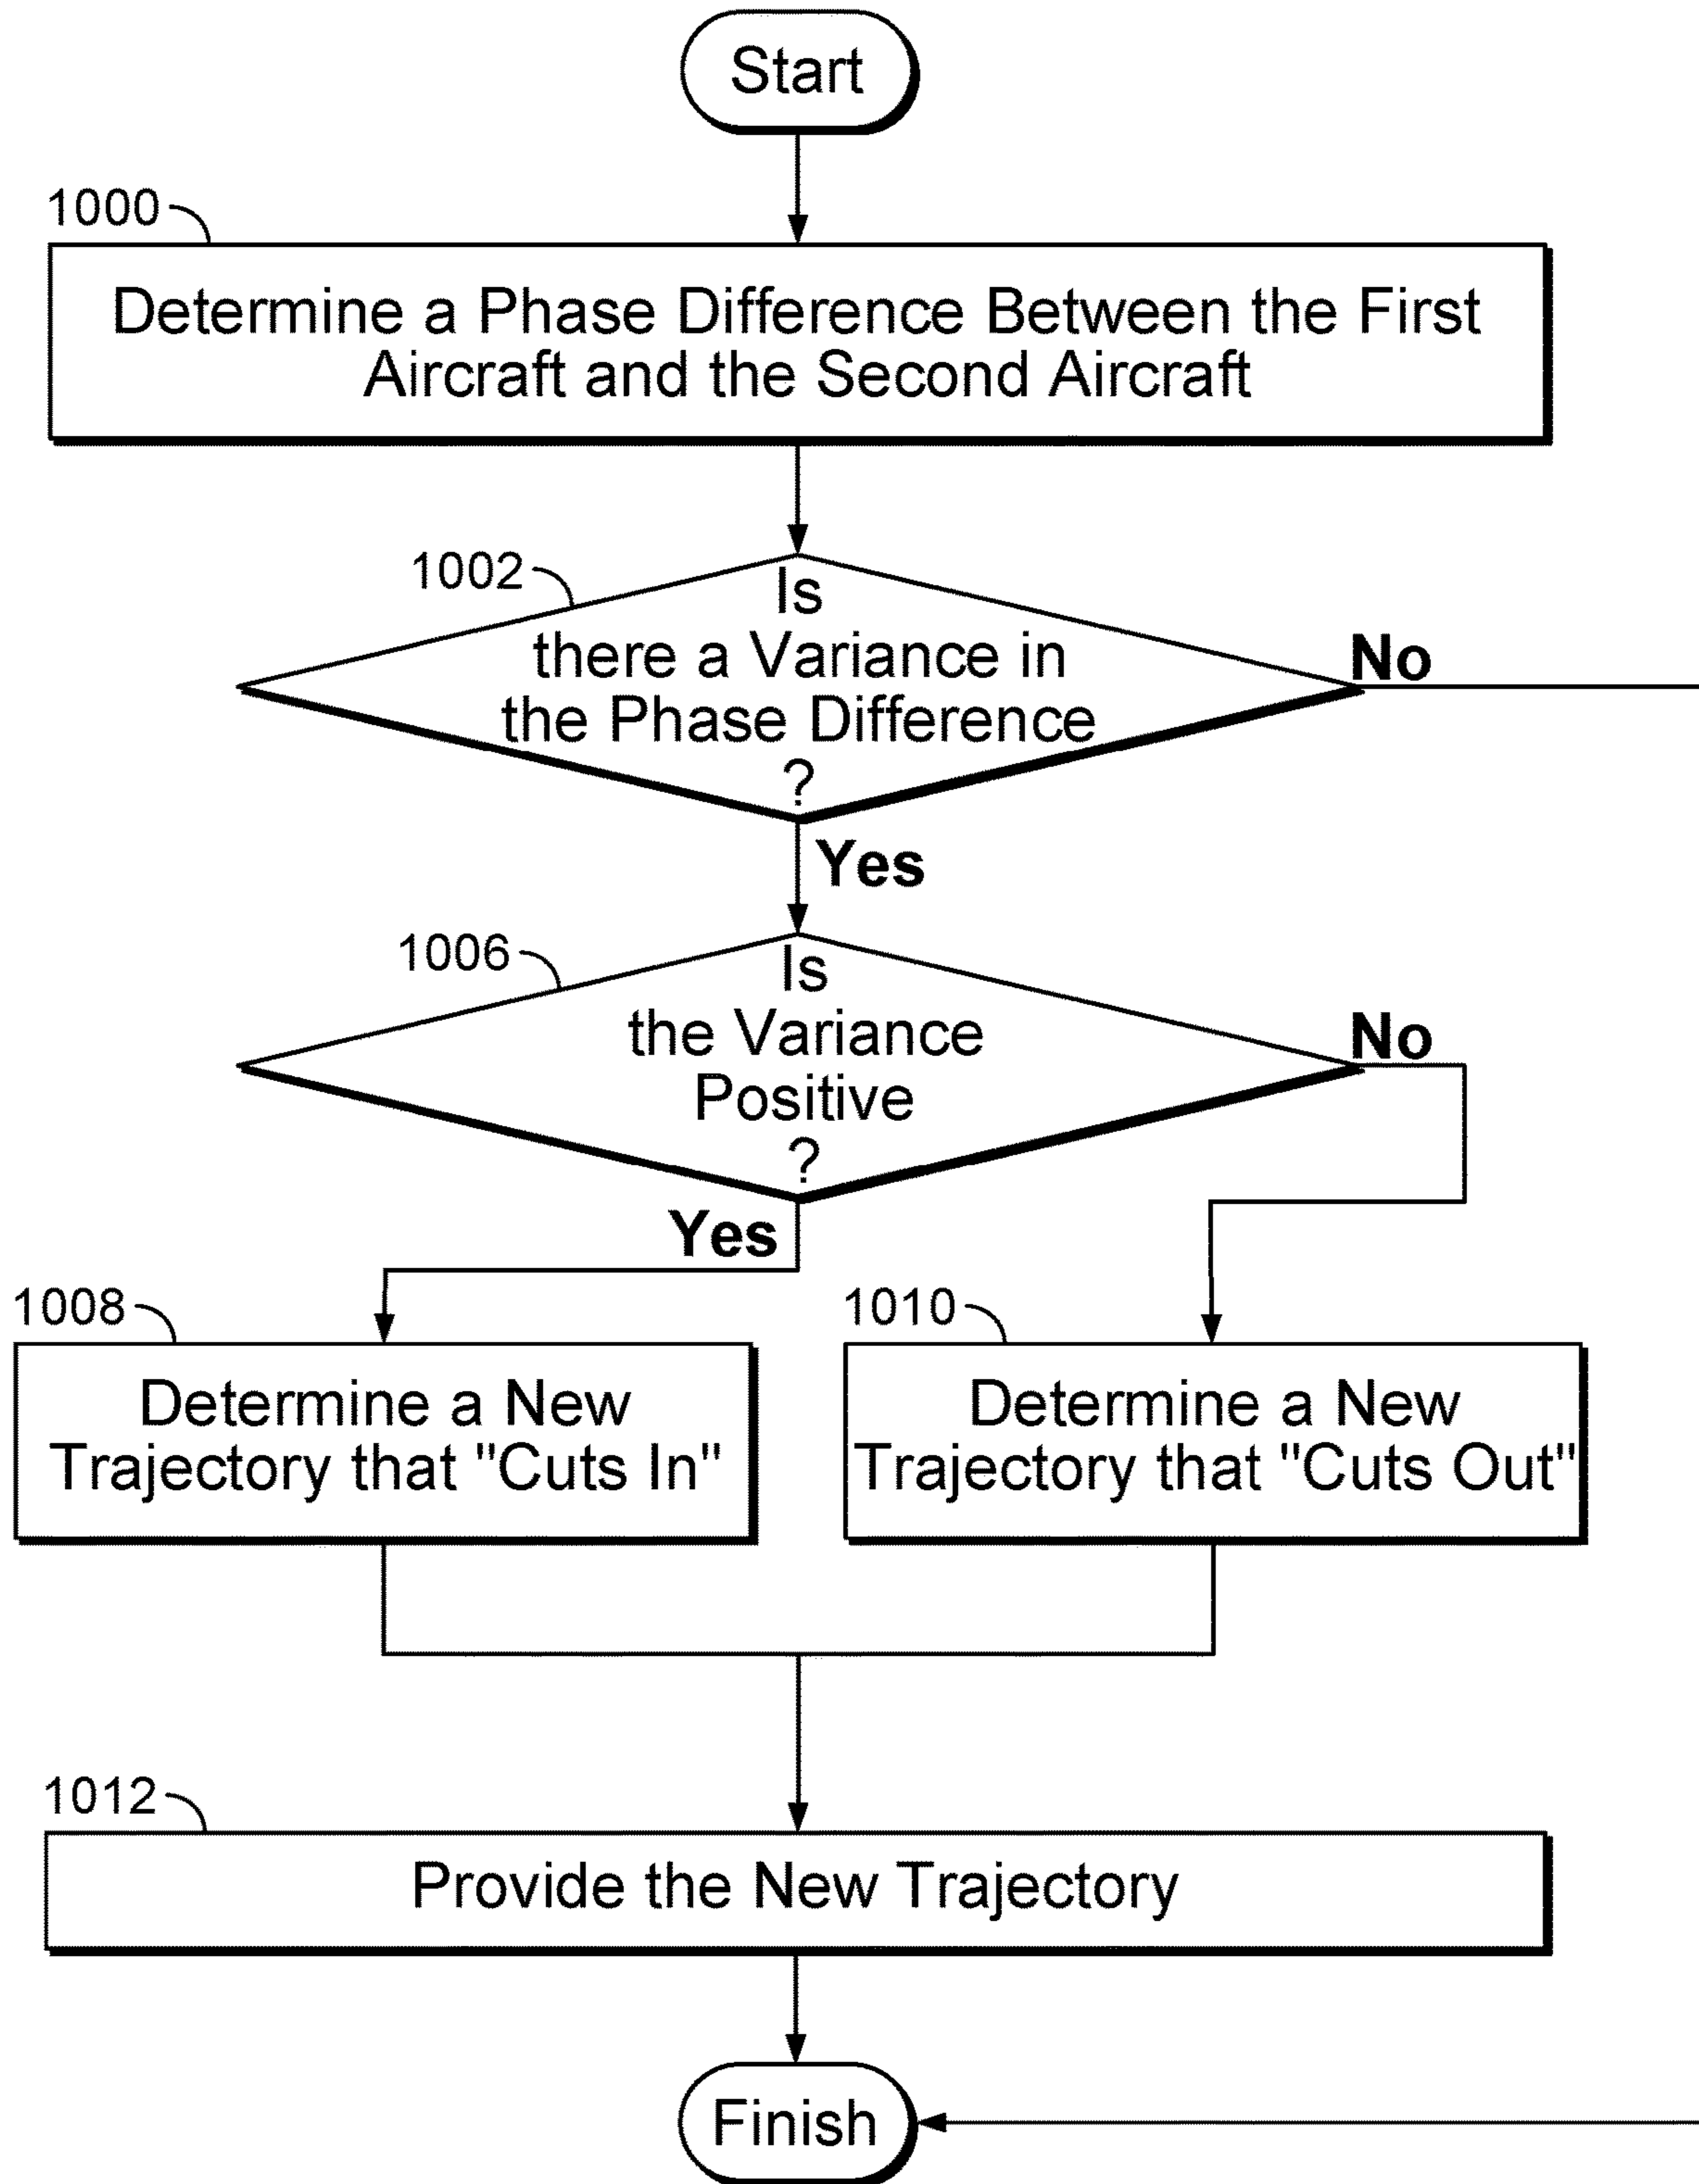 Start
1000
Determine a Phase Difference Between the First
Aircraft and the Second Aircraft
1002
Is
there a Variance in
the Phase Difference
?
No
Yes
1006
Is
the Variance
Positive
?
No
Yes
1008
Determine a New
Trajectory that "Cuts In"
1010
Determine a New
Trajectory that "Cuts Out"
1012
Provide the New Trajectory
Finish